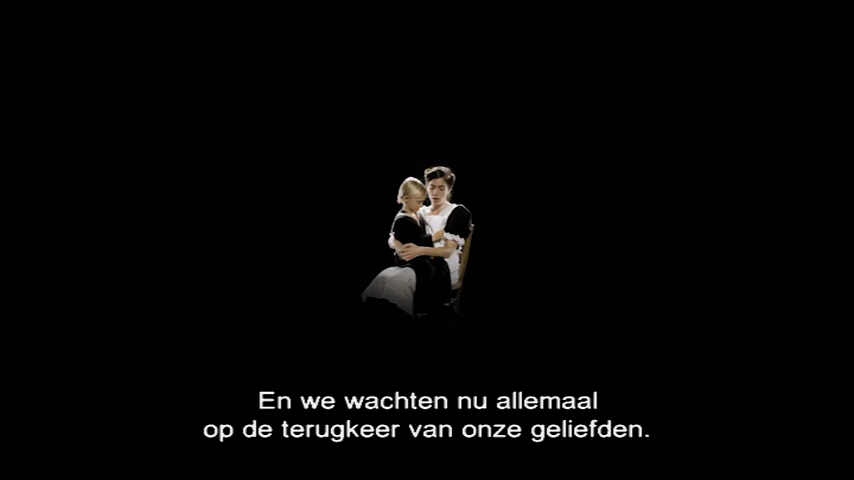 En we wachten nu allemaal
op de terugkeer van onze geliefden.